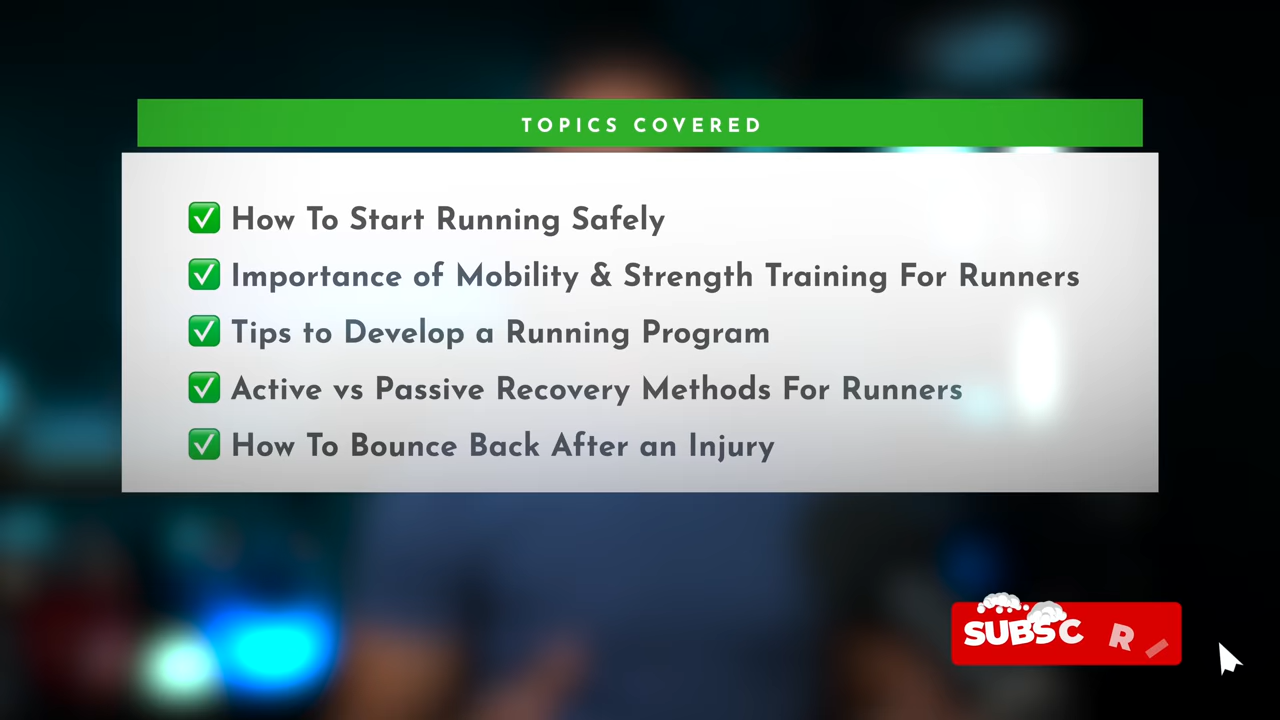 TOPICS COVERED
✅ How To Start Running Safely
✅ Importance of Mobility & Strength Training For Runners
✅ Tips to Develop a Running Program
✅ Active vs Passive Recovery Methods For Runners
✅ How To Bounce Back After an Injury
SUBSC R